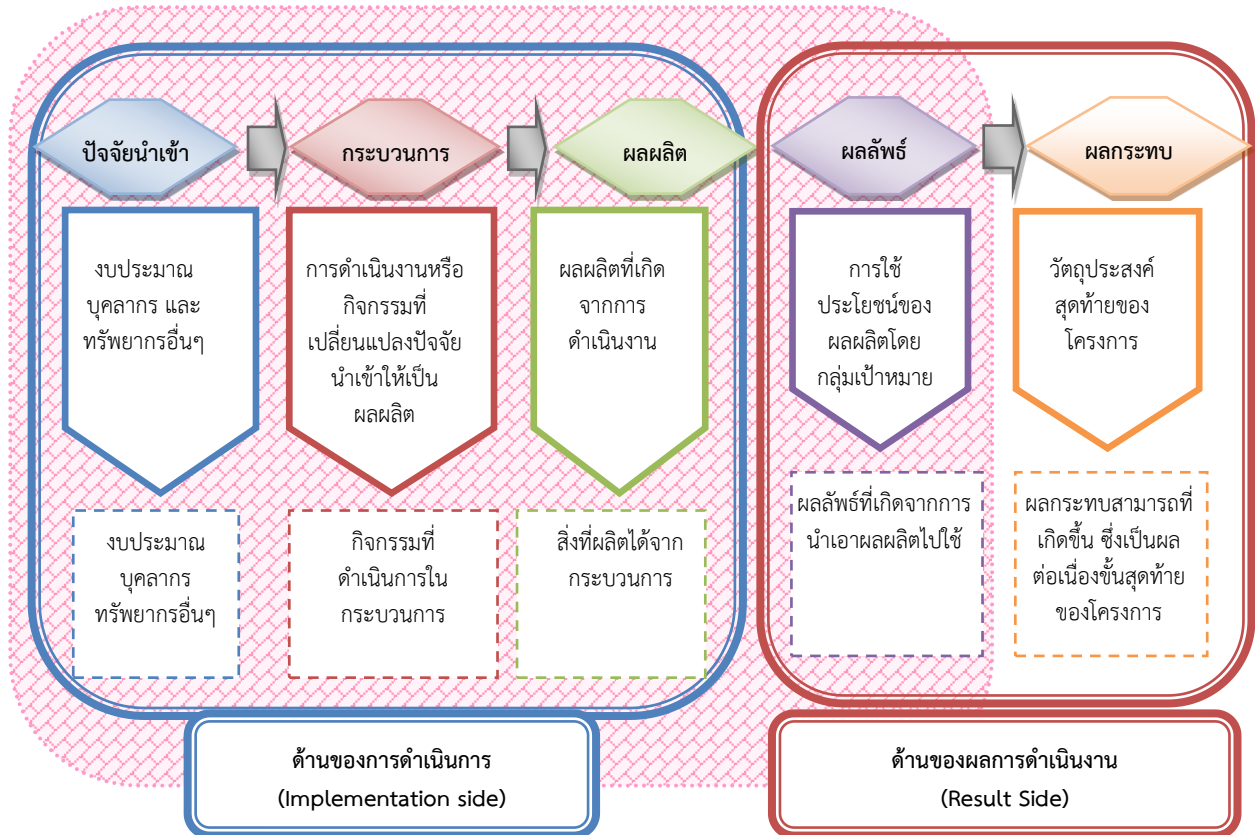 ปัจจัยนำเข้า
กระบวนการ
ผลผลิต
ผลลัพธ์
ผลกระทบ
งบประมาณ
บุคลากร และ
ทรัพยากรอื่นๆ
การดำเนินงานหรือ
กิจกรรมที่
เปลี่ยนแปลงปัจจัย
นำเข้าให้เป็น
ผลผลิต
ผลผลิตที่เกิด
จากการ
ดำเนินงาน
การใช้
ประโยชน์ของ
ผลผลิตโดย
กลุ่มเป้าหมาย
วัตถุประสงค์
สุดท้ายของ
โครงการ
งบประมาณ
บุคลากร
ทรัพยากรอื่นๆ
กิจกรรมที่
ดำเนินการใน
กระบวนการ
สิ่งที่ผลิตได้จาก
กระบวนการ
ผลลัพธ์ที่เกิดจากการ
นำเอาผลผลิตไปใช้
ผลกระทบสามารถที่
เกิดขึ้น ซึ่งเป็นผล
ต่อเนื่องขั้นสุดท้าย
ของโครงการ
ด้านของการดำเนินการ
(Implementation side)
ด้านของผลการดำเนินงาน
(Result Side)